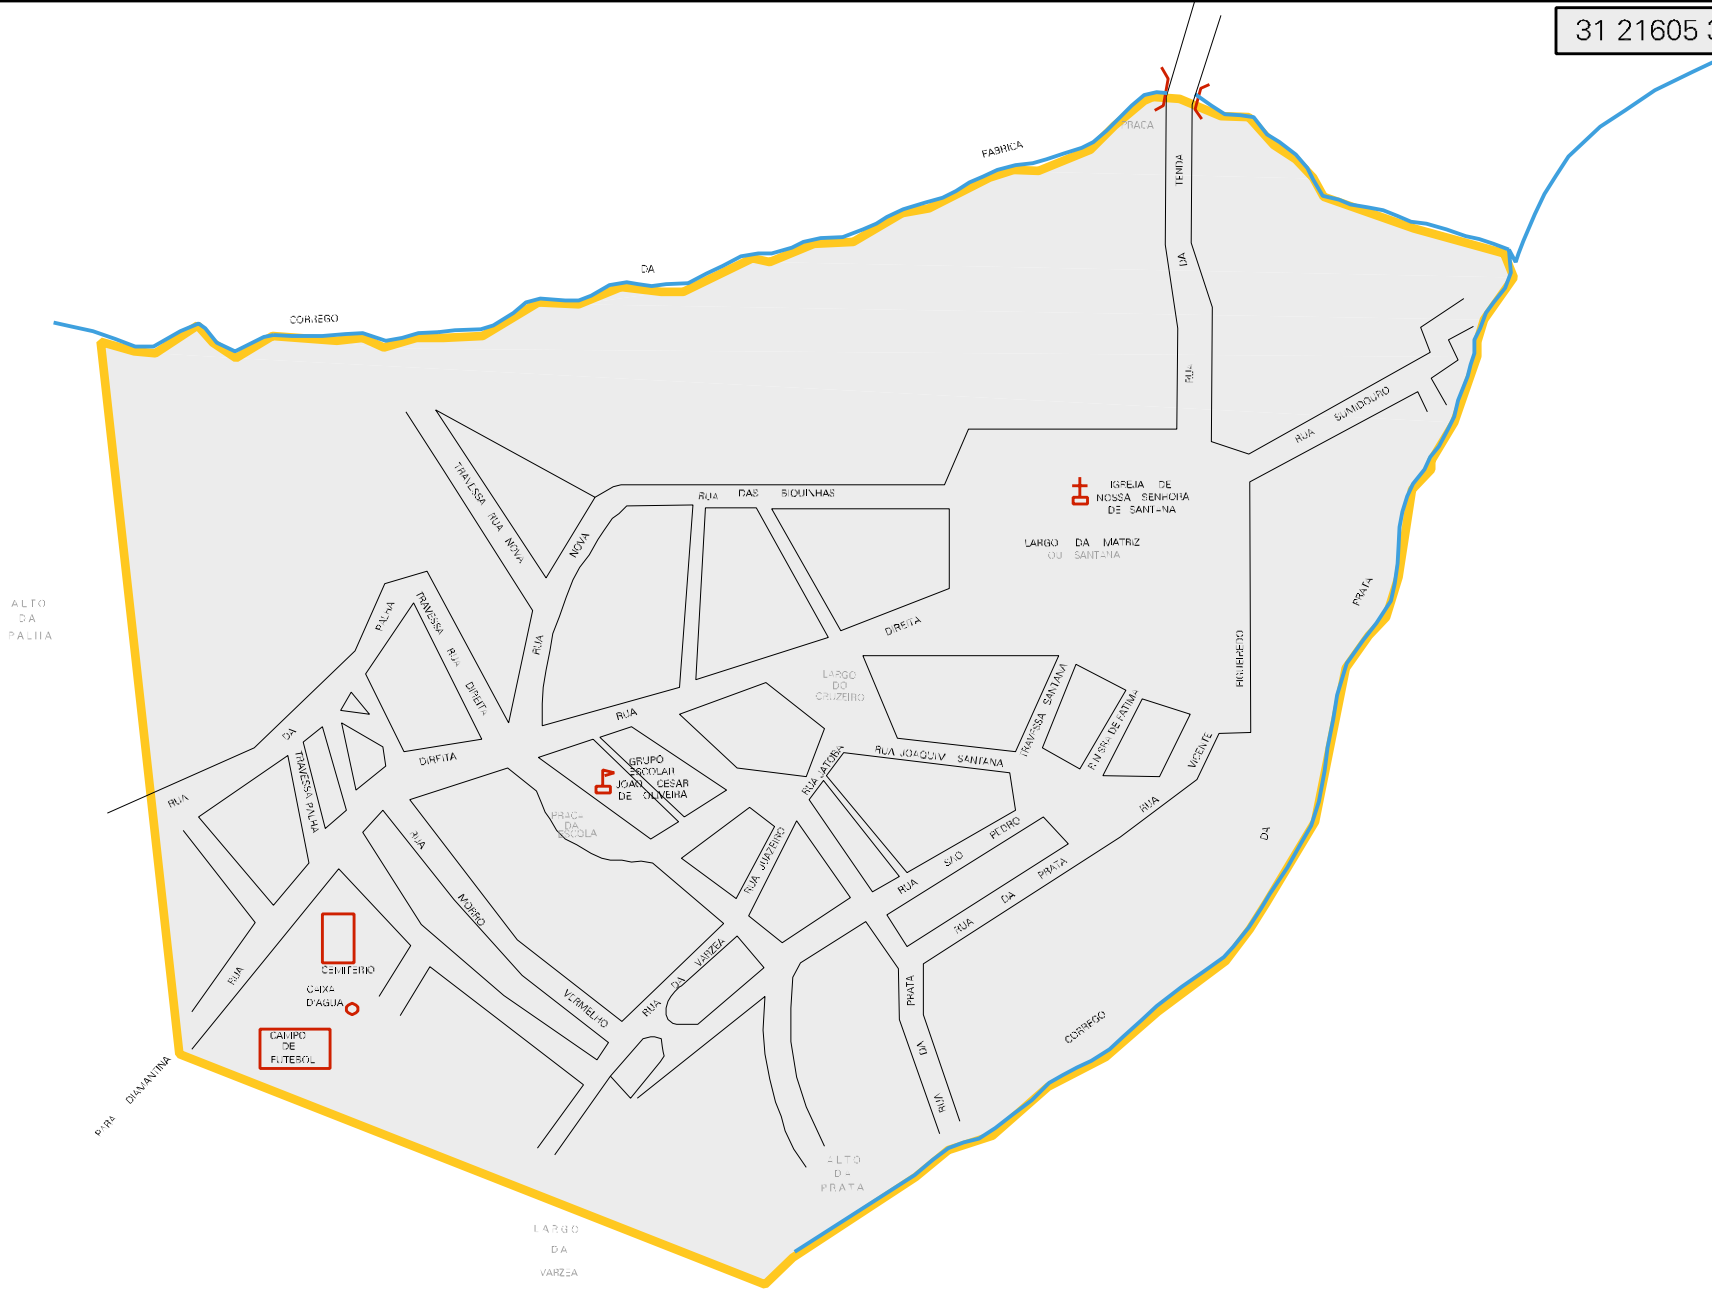 31 21605
PRACA
FABRICA
TENDA
DA
DA
CORREGO
RUA
RUA SUMIDOURO
TRAVESSA RUA NOVA
RUA DAS BIQUINHAS
IGREJA DE
NOSSA SENHORA
DE SANTANA
NOVA
LARGO DA MATRIZ
OU SANTANA
ALTO
DA
PALHA
PALHA
TRAVESSA RUA DIREITA
PRATA
DIREITA
RUA
FIGUEIREDO
LARGO
DO
CRUZEIRO
TRAVESSA SANTANA
R.N.SRA DE FATIMA
RUA
DA
DIREITA
RUA JOAQUIV SANTANA
VICENTE
TRAVESSA PALHA
GRUPO
ESCOLAR
JOAO CESAR
DE OLIVEIRA
RUA JATOBA
RUA
RUA
PRACA
DA
ESCOLA
RUA
RUA JUAZEIRO
RUA SAO PEDRO
DA
MORRO
RUA DA PRATA
CEMITERIO
RUA
CAIXA
D'AGUA
VERMELHO
RUA DA VARZEA
PRATA
CAMPO
DE
FUTEBOL
DA
CORREGO
PARA DIAMANTINA
RUA
ALTO
DA
PRATA
LARGO
DA
VARZEA